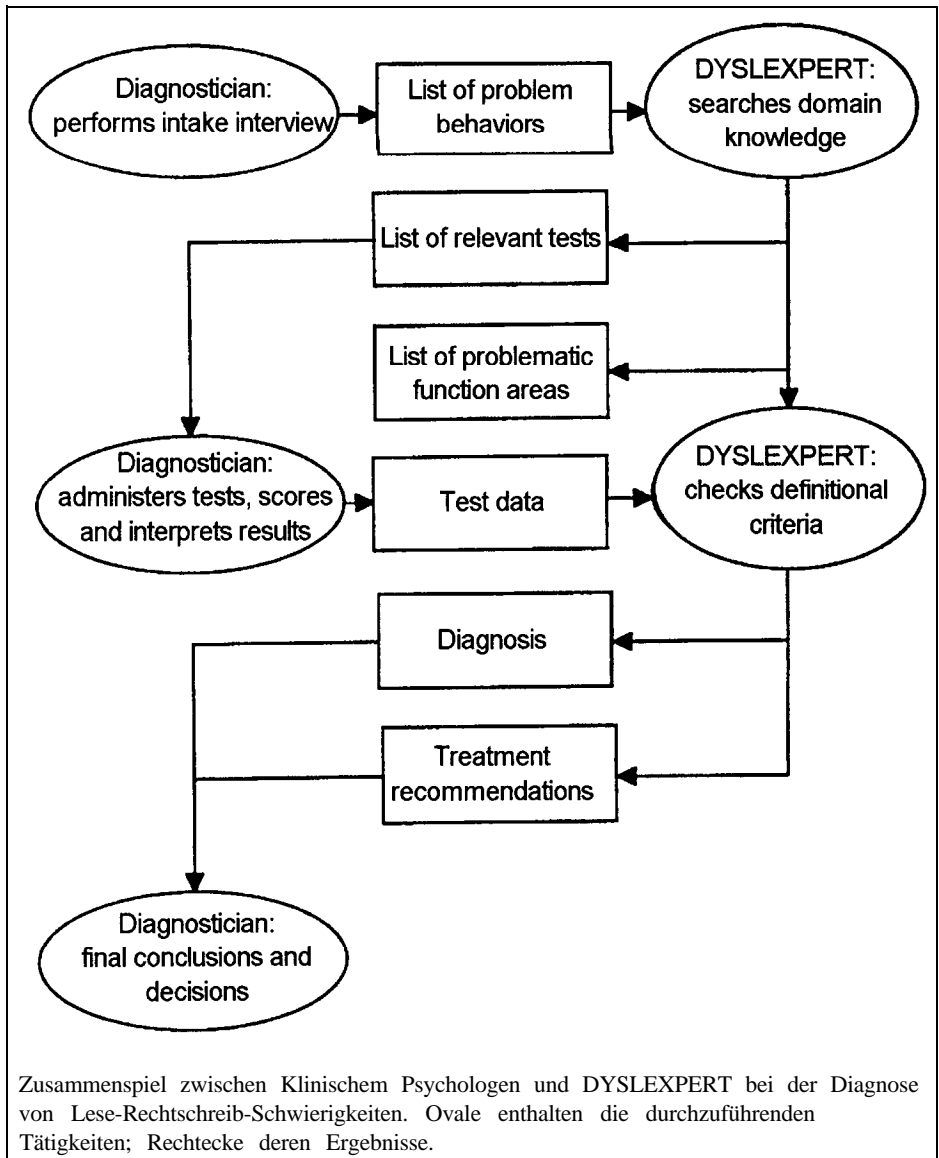 Diagnostician:
performs intake interview
List of problem
behaviors
DYSLEXPERT:
searches domain
knowledge
List of relevant tests
List of problematic
function areas
Diagnostician:
administers tests, scores
and interprets results
Test data
DYSLEXPERT:
checks definitional
criteria
Diagnosis
Treatment
recommendations
Diagnostician:
final conclusions and
decisions
Zusammenspiel zwischen Klinischem Psychologen und DYSLEXPERT bei der Diagnose
von Lese-Rechtschreib-Schwierigkeiten. Ovale enthalten die durchzuführenden
Tätigkeiten; Rechtecke deren Ergebnisse.